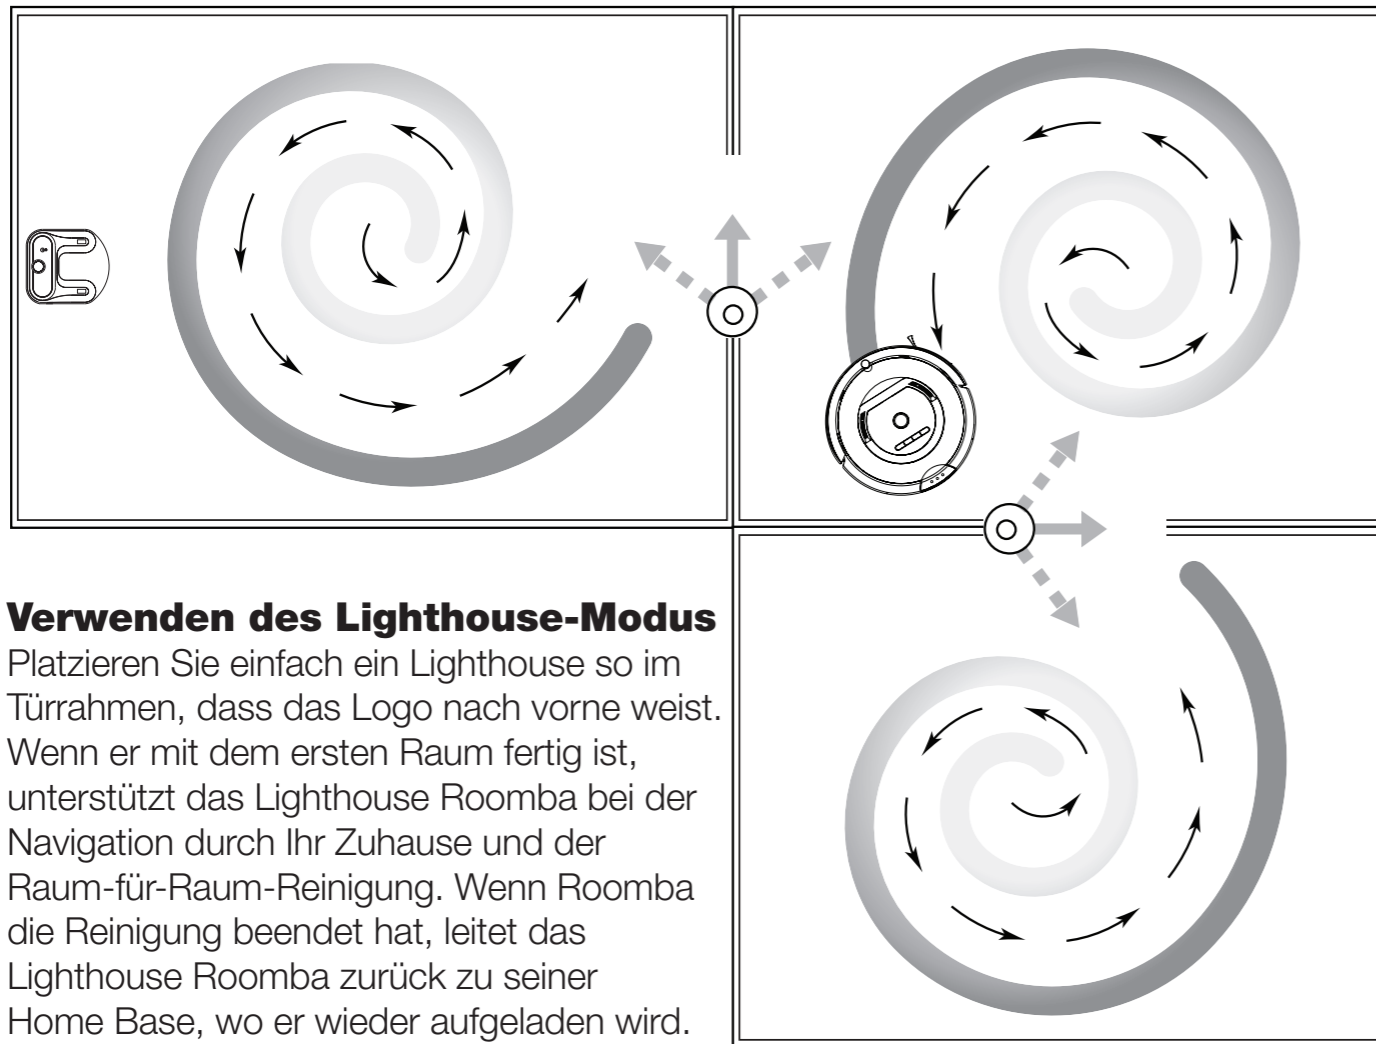 Verwenden des Lighthouse-Modus
Platzieren Sie einfach ein Lighthouse so im
Türrahmen, dass das Logo nach vorne weist.
Wenn er mit dem ersten Raum fertig ist,
unterstützt das Lighthouse Roomba bei der
Navigation durch Ihr Zuhause und der
Raum-für-Raum-Reinigung. Wenn Roomba
die Reinigung beendet hat, leitet das
Lighthouse Roomba zurück zu seiner
Home Base, wo er wieder aufgeladen wird.